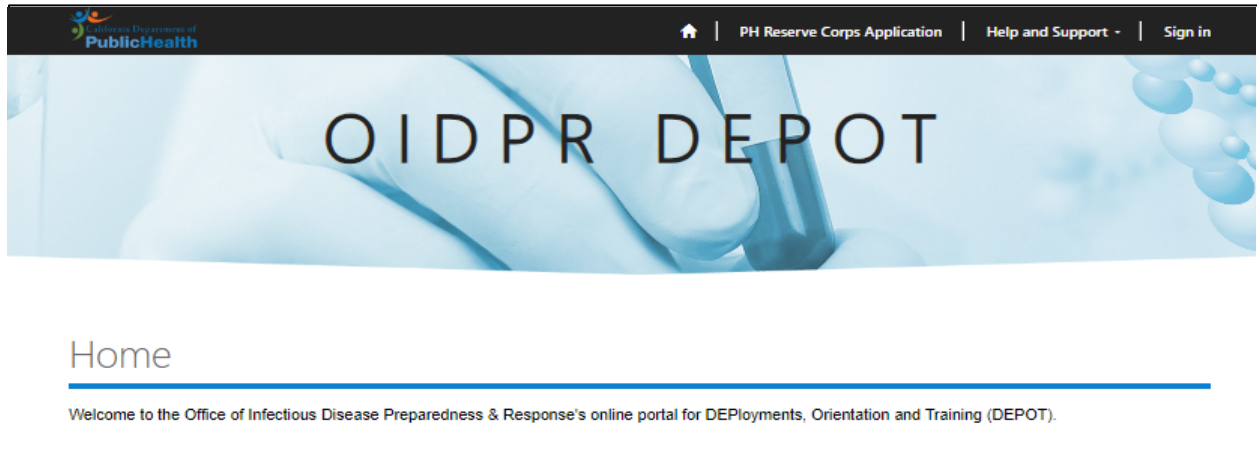 California Department of
PublicHealth
PH Reserve Corps Application
Help and Support
Sign in
OIDPR DEPOT
Home
Welcome to the Office of Infectious Disease Preparedness & Response's online portal for DEPloyments, Orientation and Training (DEPOT).